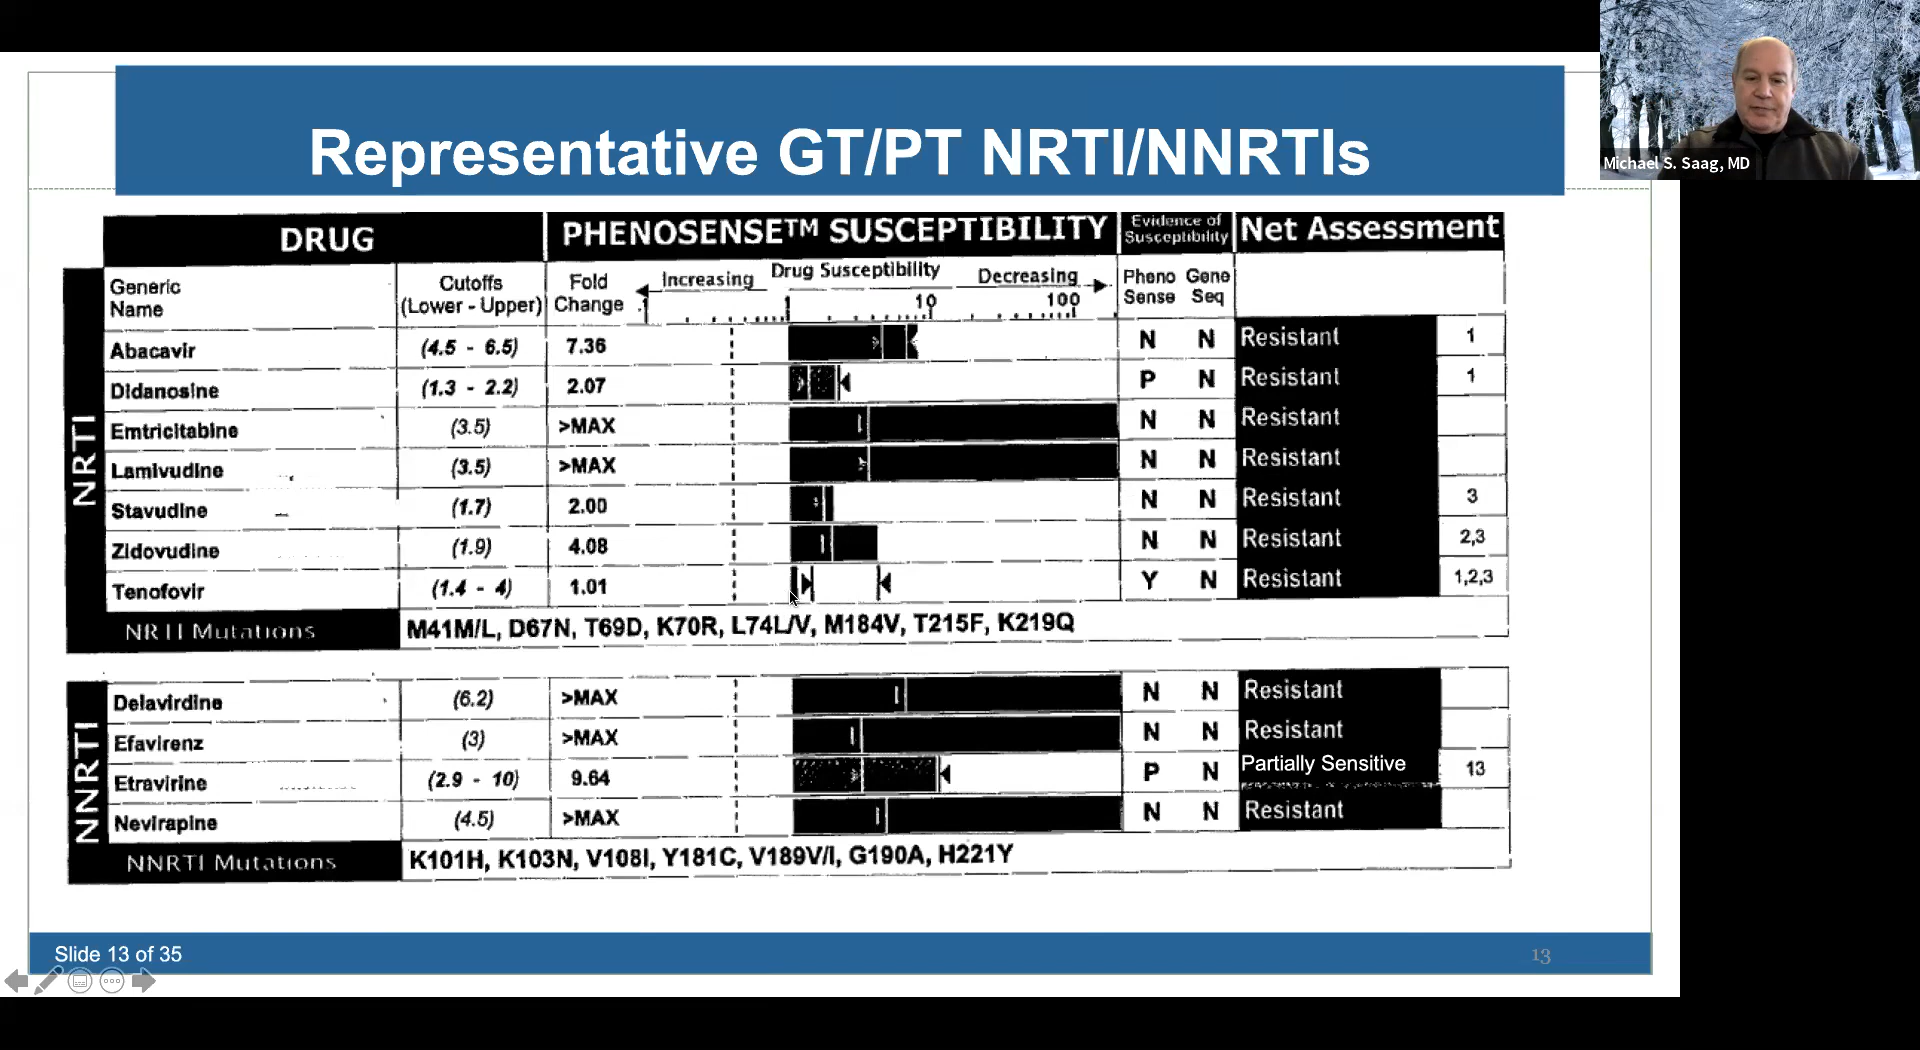 Representative GT/PT NRTI/NNRTIs
Michael S. Saag, MD
DRUG PHENOSENSE™ SUSCEPTIBILITY Evidence of Susceptibility Net Assessment
Generic Name Cutoffs (Lower - Upper) Fold Change Increasing Drug Susceptibility Decreasing Pheno Sense Gene Seq
.1 1 10 100
NRTI
Abacavir (4.5 - 6.5) 7.36 N N Resistant 1
Didanosine (1.3 - 2.2) 2.07 P N Resistant 1
Emtricitabine (3.5) >MAX N N Resistant
Lamivudine (3.5) >MAX N N Resistant
Stavudine (1.7) 2.00 N N Resistant 3
Zidovudine (1.9) 4.08 N N Resistant 2,3
Tenofovir (1.4 - 4) 1.01 Y N Resistant 1,2,3
NRTI Mutations M41M/L, D67N, T69D, K70R, L74L/V, M184V, T215F, K219Q
NNRTI
Delavirdine (6.2) >MAX N N Resistant
Efavirenz (3) >MAX N N Resistant
Etravirine (2.9 - 10) 9.64 P N Partially Sensitive 13
Nevirapine (4.5) >MAX N N Resistant
NNRTI Mutations K101H, K103N, V108I, Y181C, V189V/I, G190A, H221Y
Slide 13 of 35
13